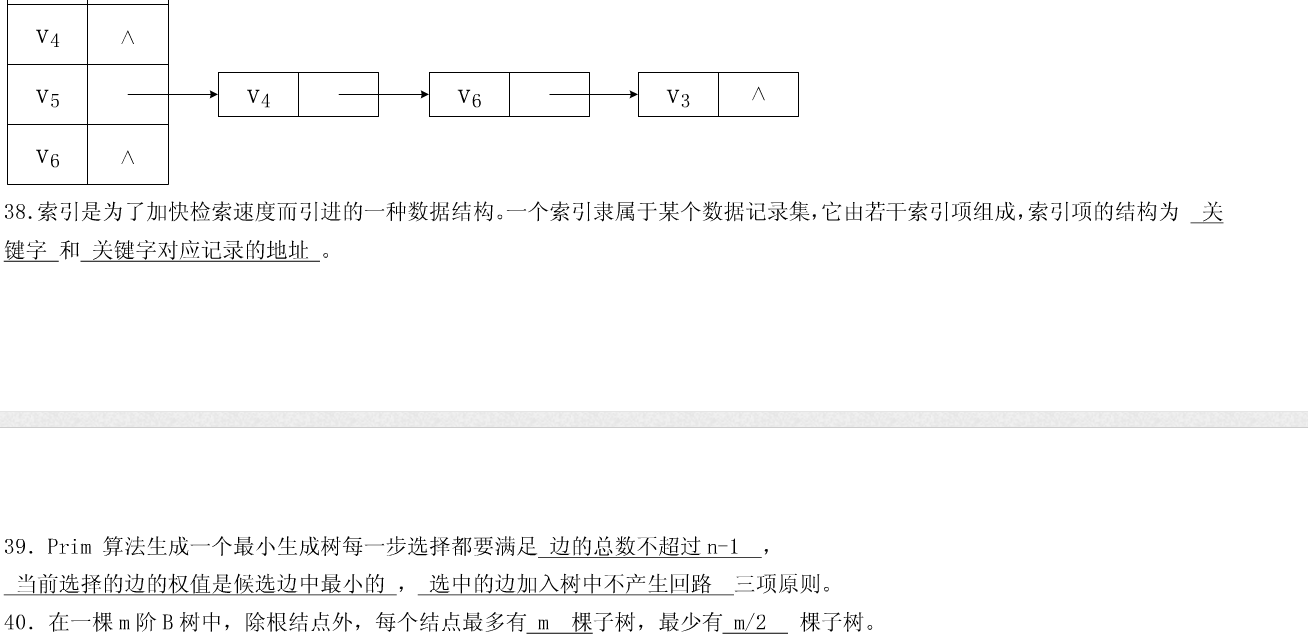 v4 ∧
v5 v4 v6 v3 ∧
v6 ∧
38.索引是为了加快检索速度而引进的一种数据结构。一个索引隶属于某个数据记录集,它由若干索引项组成,索引项的结构为 关
键字 和 关键字对应记录的地址 。
39. Prim 算法生成一个最小生成树每一步选择都要满足 边的总数不超过 n-1 ,
当前选择的边的权值是候选边中最小的 , 选中的边加入树中不产生回路 三项原则。
40. 在一棵 m 阶 B 树中, 除根结点外, 每个结点最多有 m 棵子树, 最少有 m/2 棵子树。